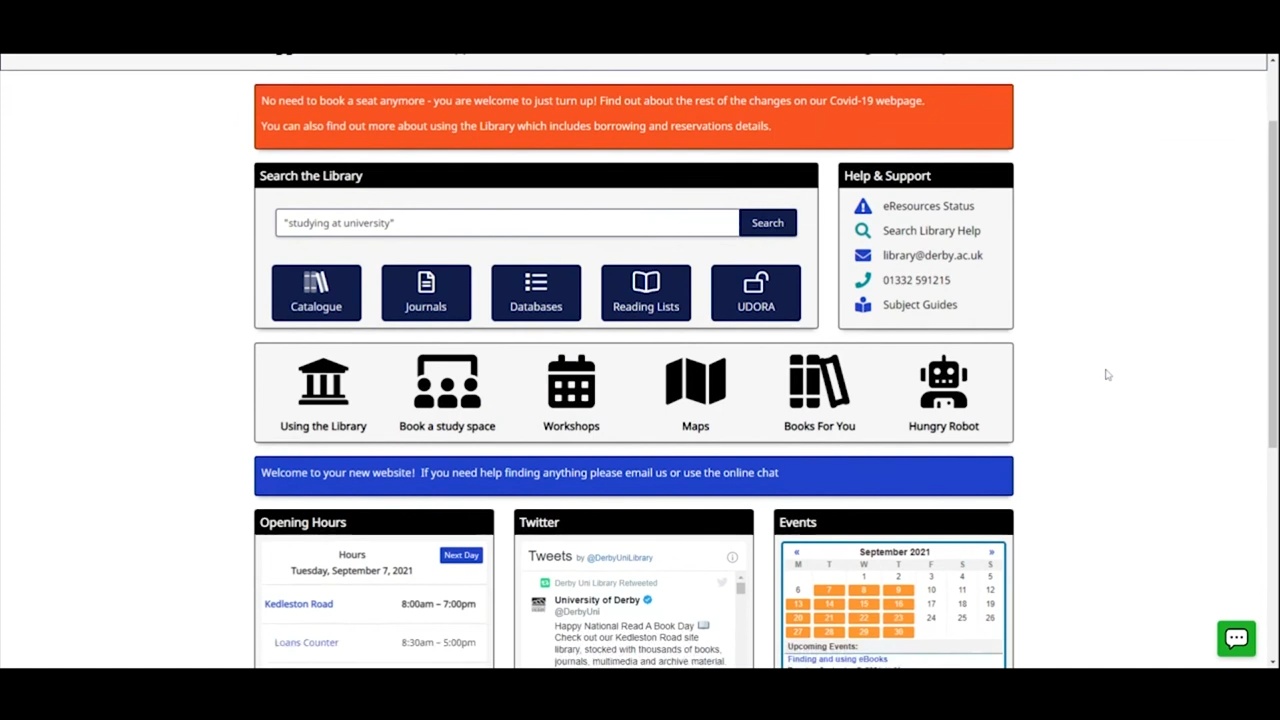 No need to book a seat anymore - you are welcome to just turn up! Find out about the rest of the changes on our Covid-19 webpage.
You can also find out more about using the Library which includes borrowing and reservations details.
Search the Library
"studying at university"
Search
Catalogue
Journals
Databases
Reading Lists
UDORA
Help & Support
eResources Status
Search Library Help
library@derby.ac.uk
01332 591215
Subject Guides
Using the Library
Book a study space
Workshops
Maps
Books For You
Hungry Robot
Welcome to your new website! If you need help finding anything please email us or use the online chat
Opening Hours
Hours
Next Day
Tuesday, September 7, 2021
Kedleston Road 8:00am – 7:00pm
Loans Counter 8:30am – 5:00pm
Twitter
Tweets by @DerbyUniLibrary
Derby Uni Library Retweeted
University of Derby
@DerbyUni
Happy National Read A Book Day
Check out our Kedleston Road site
library, stocked with thousands of books,
journals, multimedia and archive material.
Events
« September 2021 »
M T W T F S S
1 2 3 4 5
6 7 8 9 10 11 12
13 14 15 16 17 18 19
20 21 22 23 24 25 26
27 28 29 30
Upcoming Events:
Finding and using eBooks